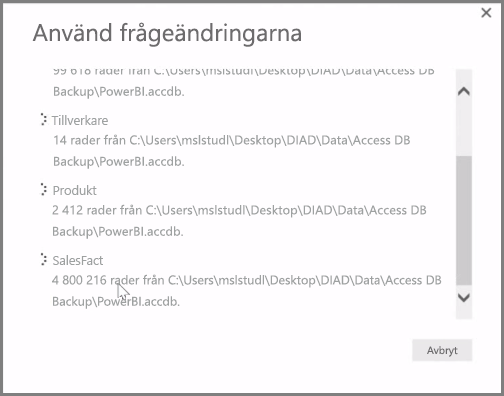 Använd frågeändringarna
99 618 rader från C:\Users\mslstudl\Desktop\DIAD\Data\Access DB
Backup\PowerBI.accdb.
Tillverkare
14 rader från C:\Users\mslstudl\Desktop\DIAD\Data\Access DB
Backup\PowerBI.accdb.
Produkt
2 412 rader från C:\Users\mslstudl\Desktop\DIAD\Data\Access DB
Backup\PowerBI.accdb.
SalesFact
4 800 216 rader från C:\Users\mslstudl\Desktop\DIAD\Data\Access DB
Backup\PowerBI.accdb.
Avbryt